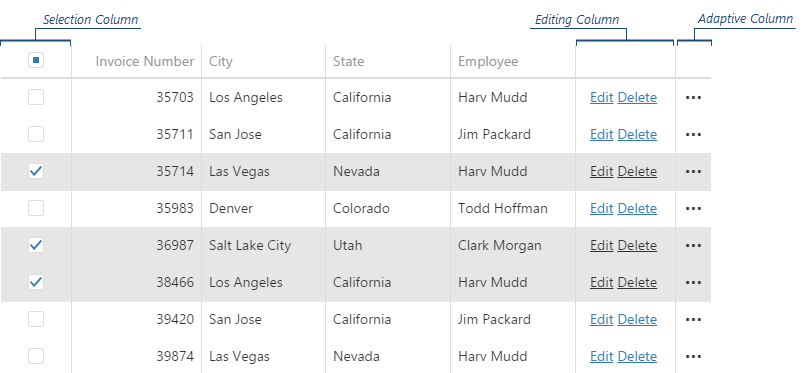 Selection Column Editing Column Adaptive Column
Invoice Number City State Employee
35703 Los Angeles California Harv Mudd Edit Delete ...
35711 San Jose California Jim Packard Edit Delete ...
35714 Las Vegas Nevada Harv Mudd Edit Delete ...
35983 Denver Colorado Todd Hoffman Edit Delete ...
36987 Salt Lake City Utah Clark Morgan Edit Delete ...
38466 Los Angeles California Harv Mudd Edit Delete ...
39420 San Jose California Jim Packard Edit Delete ...
39874 Las Vegas Nevada Harv Mudd Edit Delete ...